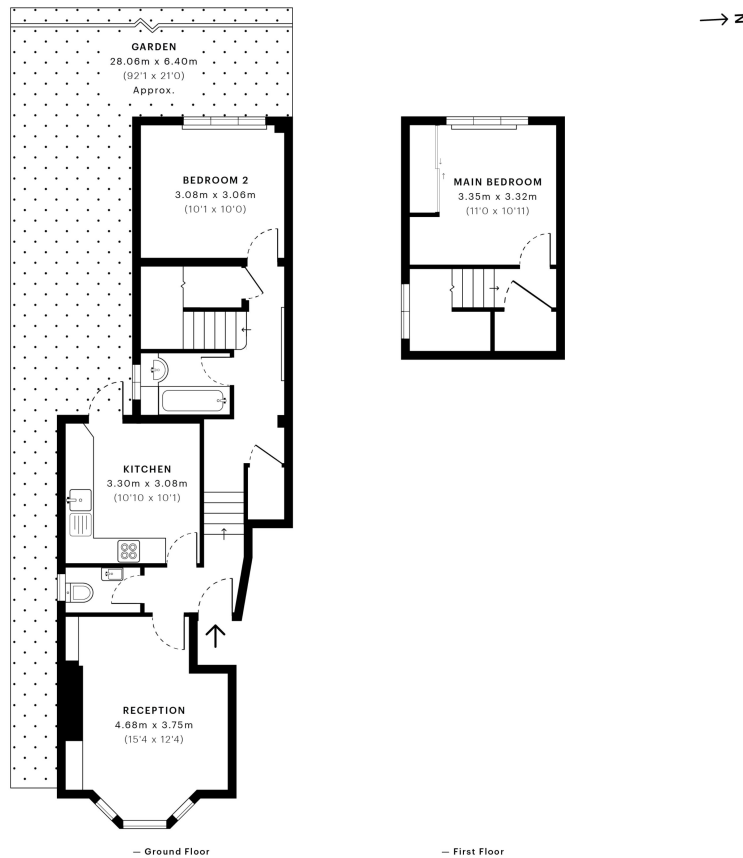 GARDEN
28.06m x 6.40m
(92'1 x 21'0)
Approx.
N
BEDROOM 2
3.08m x 3.06m
(10'1 x 10'0)
MAIN BEDROOM
3.35m x 3.32m
(11'0 x 10'11)
KITCHEN
3.30m x 3.08m
(10'10 x 10'1)
RECEPTION
4.68m x 3.75m
(15'4 x 12'4)
— Ground Floor
— First Floor